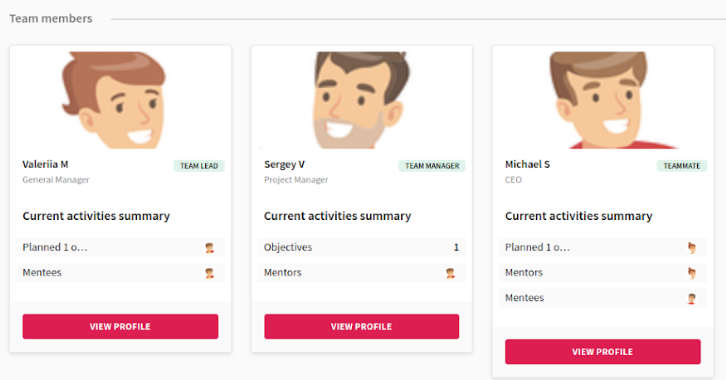 Team members
Valeriia M TEAM LEAD
General Manager
Current activities summary
Planned 1 o...
Mentees
VIEW PROFILE
Sergey V TEAM MANAGER
Project Manager
Current activities summary
Objectives 1
Mentors
VIEW PROFILE
Michael S TEAMMATE
CEO
Current activities summary
Planned 1 o...
Mentors
Mentees
VIEW PROFILE